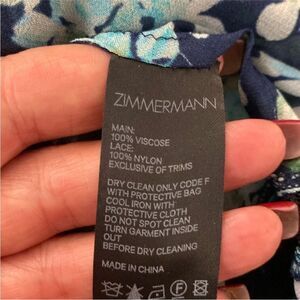 ZIMMERMANN
MAIN:
100% VISCOSE
LACE:
100% NYLON
EXCLUSIVE OF TRIMS
DRY CLEAN ONLY CODE F
WITH PROTECTIVE BAG
COOL IRON WITH
PROTECTIVE CLOTH
DO NOT SPOT CLEAN
TURN GARMENT INSIDE
OUT
BEFORE DRY CLEANING
MADE IN CHINA